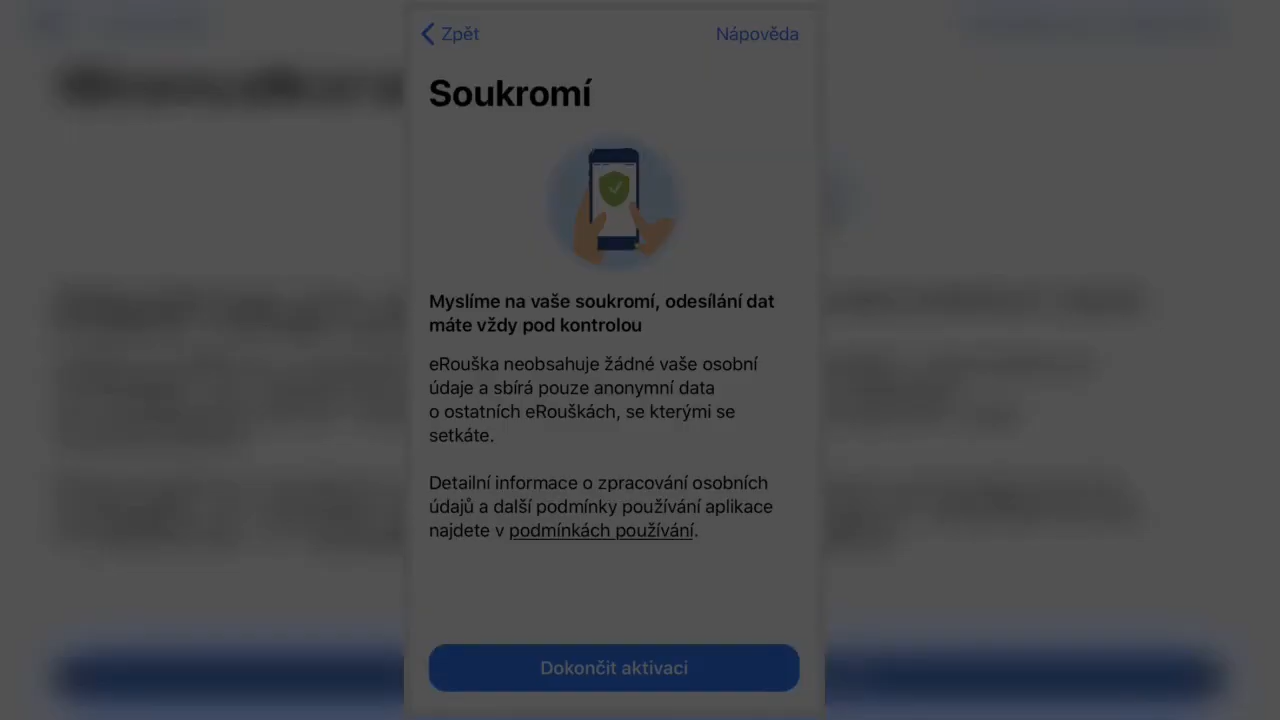 Zpět
Nápověda
Soukromí
Myslíme na vaše soukromí, odesílání dat
máte vždy pod kontrolou
eRouška neobsahuje žádné vaše osobní
údaje a sbírá pouze anonymní data
o ostatních eRouškách, se kterými se
setkáte.
Detailní informace o zpracování osobních
údajů a další podmínky používání aplikace
najdete v podmínkách používání.
Dokončit aktivaci